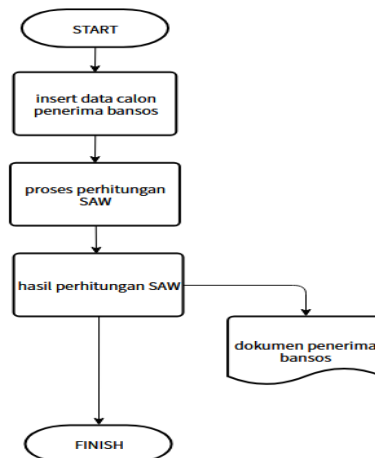 START
insert data calon
penerima bansos
proses perhitungan
SAW
hasil perhitungan SAW
dokumen penerima
bansos
FINISH